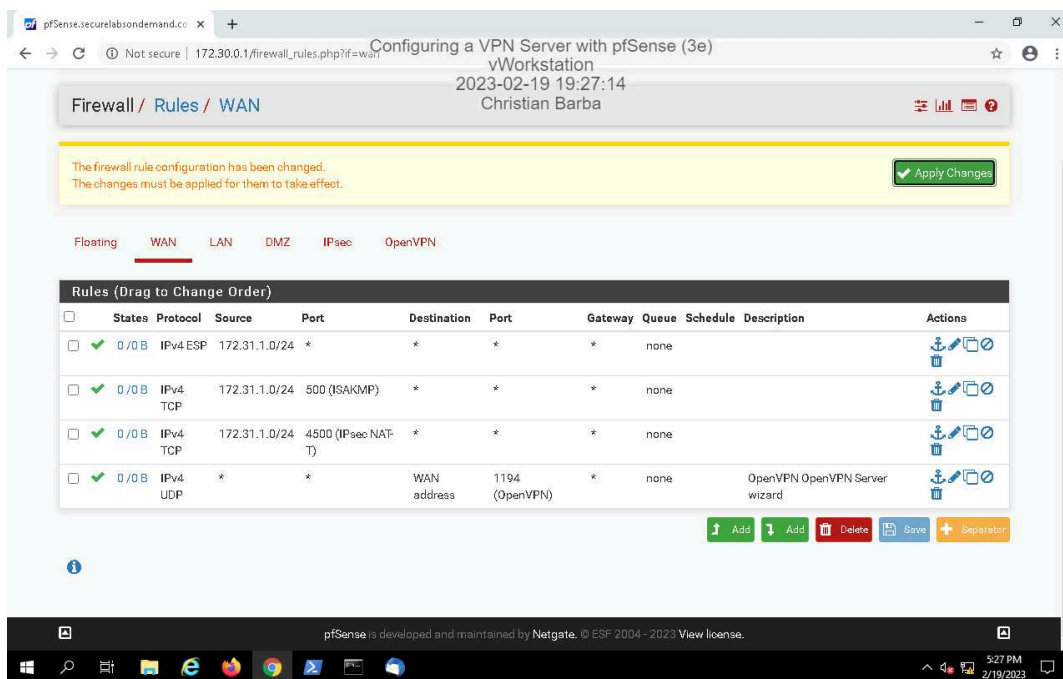 pfSense.securelabsondemand.co
Not secure | 172.30.0.1/firewall_rules.php?if=wan
Configuring a VPN Server with pfSense (3e)
vWorkstation
2023-02-19 19:27:14
Christian Barba
Firewall / Rules / WAN
The firewall rule configuration has been changed.
The changes must be applied for them to take effect.
Apply Changes
Floating WAN LAN DMZ IPsec OpenVPN
Rules (Drag to Change Order)
States Protocol Source Port Destination Port Gateway Queue Schedule Description Actions
0 / 0 B IPv4 ESP 172.31.1.0/24 * * * * none
0 / 0 B IPv4 172.31.1.0/24 500 (ISAKMP) * * * none
TCP
0 / 0 B IPv4 172.31.1.0/24 4500 (IPsec NAT- * * * none
TCP T)
0 / 0 B IPv4 * * WAN 1194 * none OpenVPN OpenVPN Server
UDP address (OpenVPN) wizard
Add Add Delete Save Separator
pfSense is developed and maintained by Netgate. © ESF 2004 - 2023 View license.
5:27 PM
2/19/2023